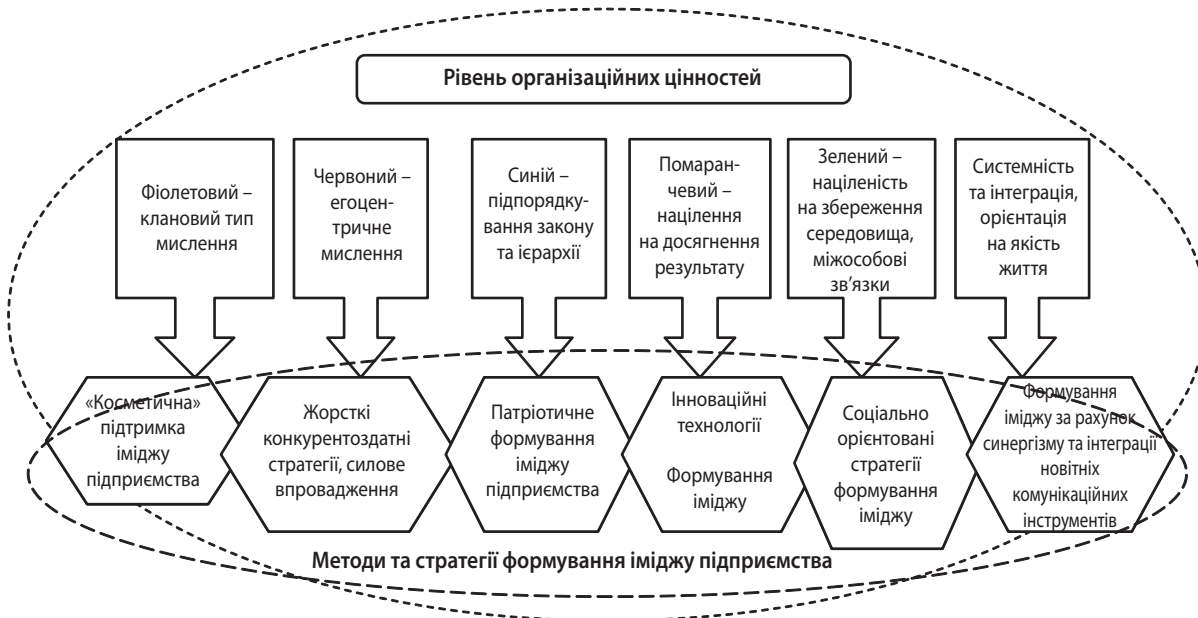 Рівень організаційних цінностей
Фіолетовий –
клановий тип
мислення
Червоний –
егоцен-
тричне
мислення
Синій –
підпорядку-
вання закону
та ієрархії
Помаран-
чевий –
націлення
на досягнення
результату
Зелений –
націленість
на збереження
середовища,
міжособові
зв'язки
Системність
та інтеграція,
орієнтація
на якість
життя
«Косметична»
підтримка
іміджу
підприємства
Жорсткі
конкурентоздатні
стратегії, силове
впровадження
Патріотичне
формування
іміджу
підприємства
Інноваційні
технології
Формування
іміджу
Соціально
орієнтовані
стратегії
формування
іміджу
Формування
іміджу за рахунок
синергізму та інтеграції
новітніх
комунікаційних
інструментів
Методи та стратегії формування іміджу підприємства